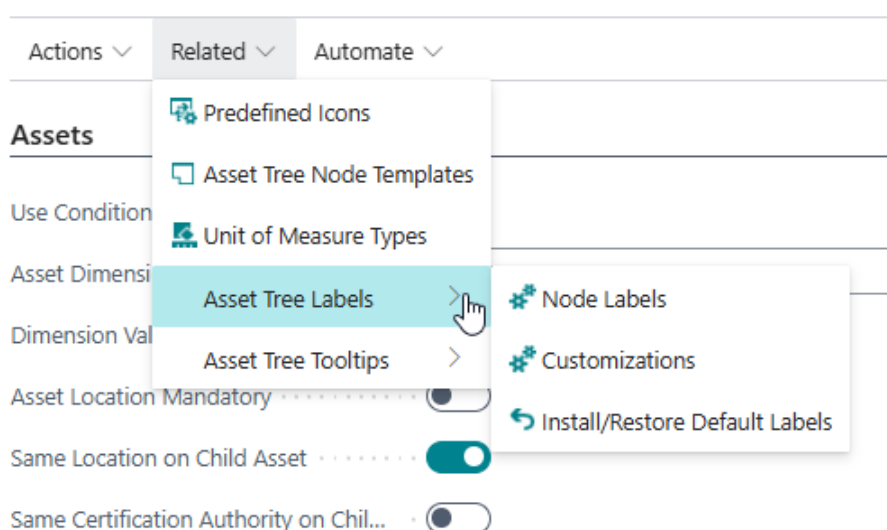 Actions Related Automate
Predefined Icons
Assets
Asset Tree Node Templates
Use Condition
Unit of Measure Types
Asset Dimensi
Asset Tree Labels
Node Labels
Dimension Val
Asset Tree Tooltips
Customizations
Asset Location Mandatory
Install/Restore Default Labels
Same Location on Child Asset
Same Certification Authority on Chil...